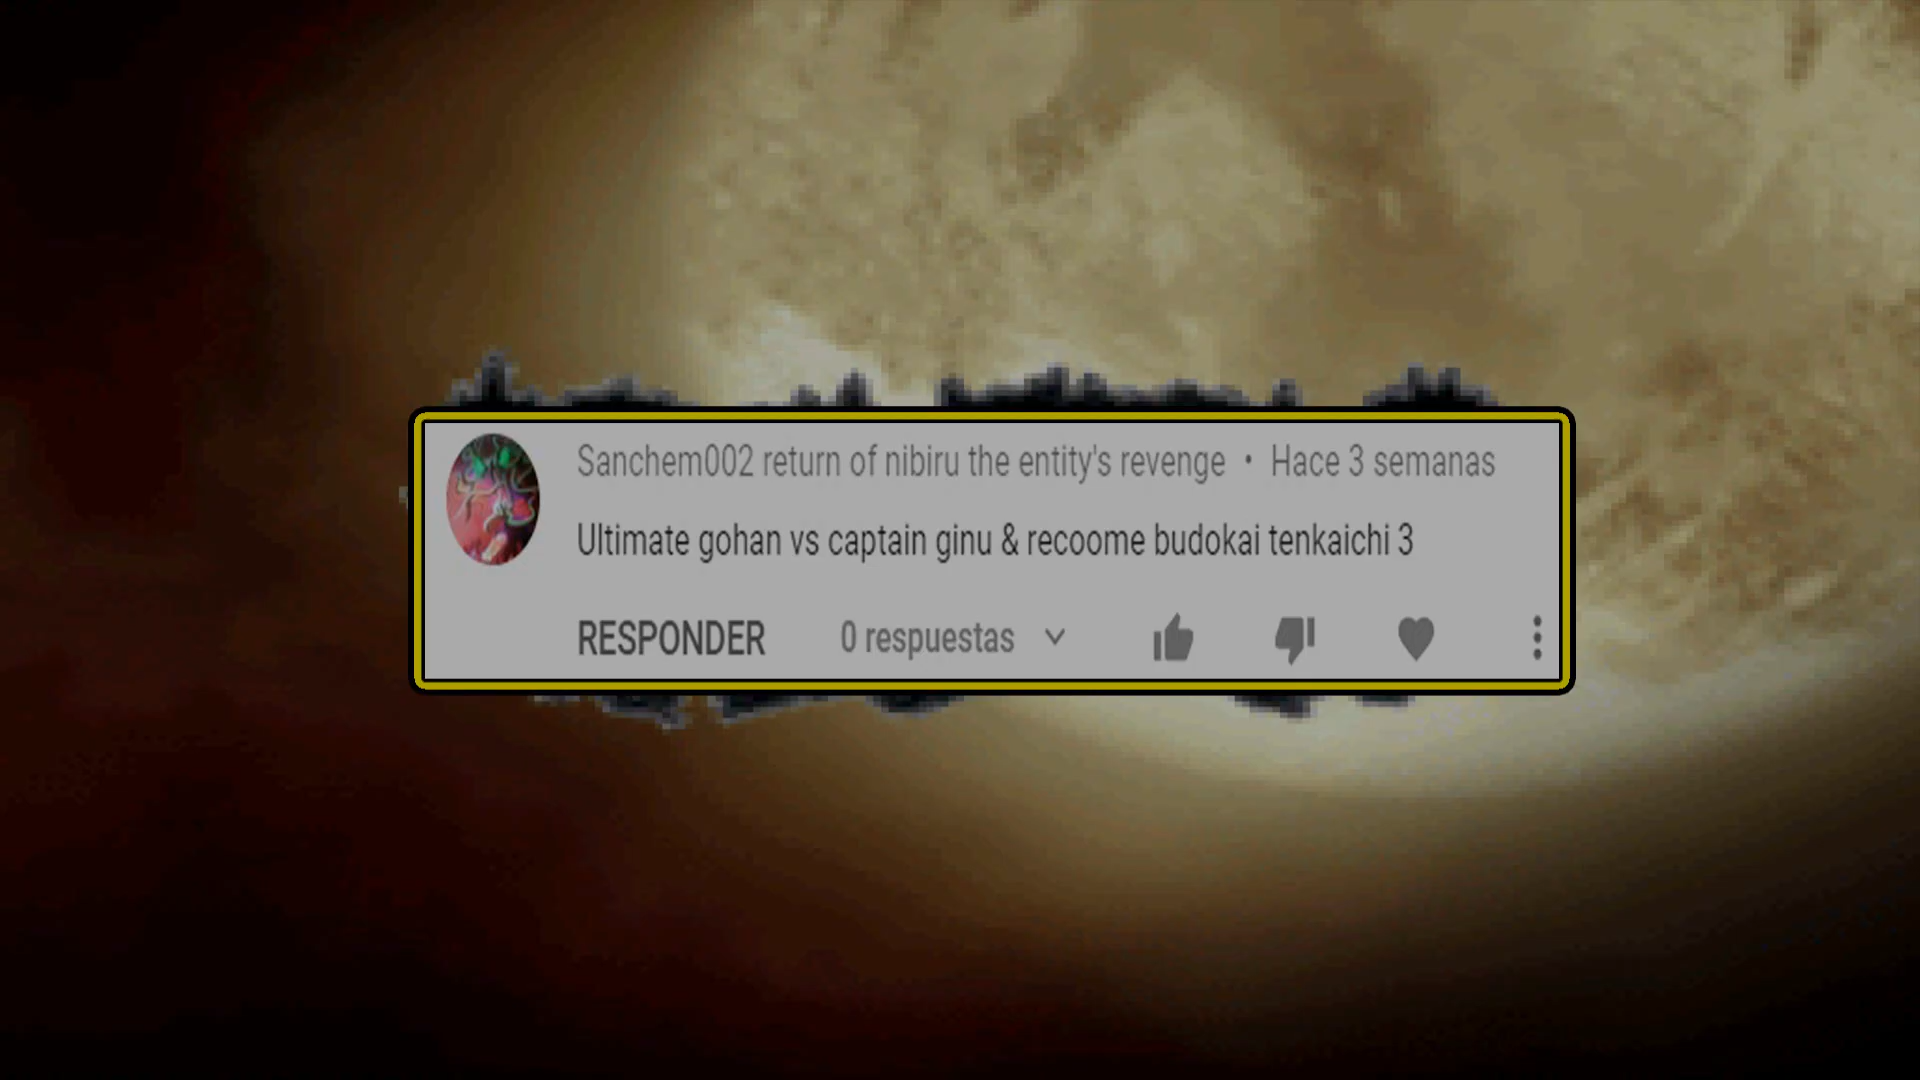 Sanchem002 return of nibiru the entity's revenge • Hace 3 semanas
Ultimate gohan vs captain ginu & recoome budokai tenkaichi 3
RESPONDER 0 respuestas